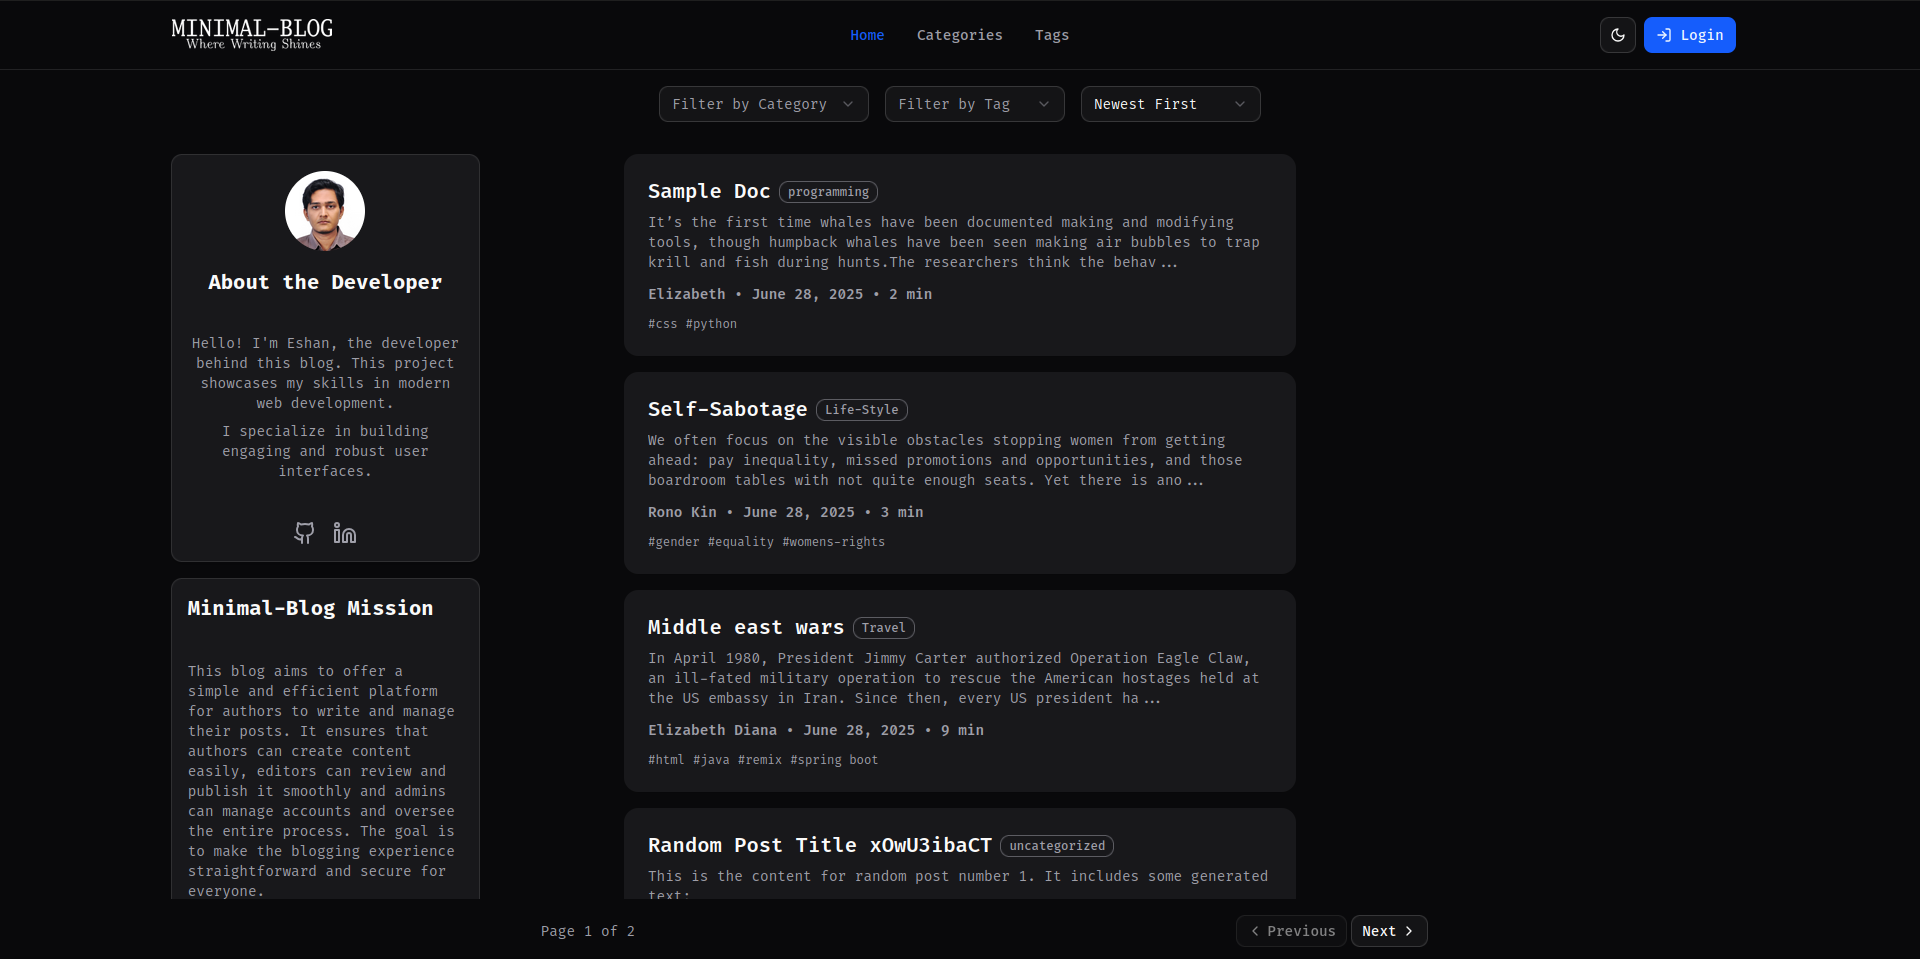 MINIMAL-BLOG
Where Writing Shines
Home
Categories
Tags
Login
Filter by Category
Filter by Tag
Newest First
About the Developer
Hello! I'm Eshan, the developer
behind this blog. This project
showcases my skills in modern
web development.
I specialize in building
engaging and robust user
interfaces.
Minimal-Blog Mission
This blog aims to offer a
simple and efficient platform
for authors to write and manage
their posts. It ensures that
authors can create content
easily, editors can review and
publish it smoothly and admins
can manage accounts and oversee
the entire process. The goal is
to make the blogging experience
straightforward and secure for
everyone.
Sample Doc programming
It’s the first time whales have been documented making and modifying
tools, though humpback whales have been seen making air bubbles to trap
krill and fish during hunts.The researchers think the behav...
Elizabeth • June 28, 2025 • 2 min
#css #python
Self-Sabotage Life-Style
We often focus on the visible obstacles stopping women from getting
ahead: pay inequality, missed promotions and opportunities, and those
boardroom tables with not quite enough seats. Yet there is ano...
Rono Kin • June 28, 2025 • 3 min
#gender #equality #womens-rights
Middle east wars Travel
In April 1980, President Jimmy Carter authorized Operation Eagle Claw,
an ill-fated military operation to rescue the American hostages held at
the US embassy in Iran. Since then, every US president ha...
Elizabeth Diana • June 28, 2025 • 9 min
#html #java #remix #spring boot
Random Post Title xOwU3ibaCT uncategorized
This is the content for random post number 1. It includes some generated
text:
Page 1 of 2
Previous
Next